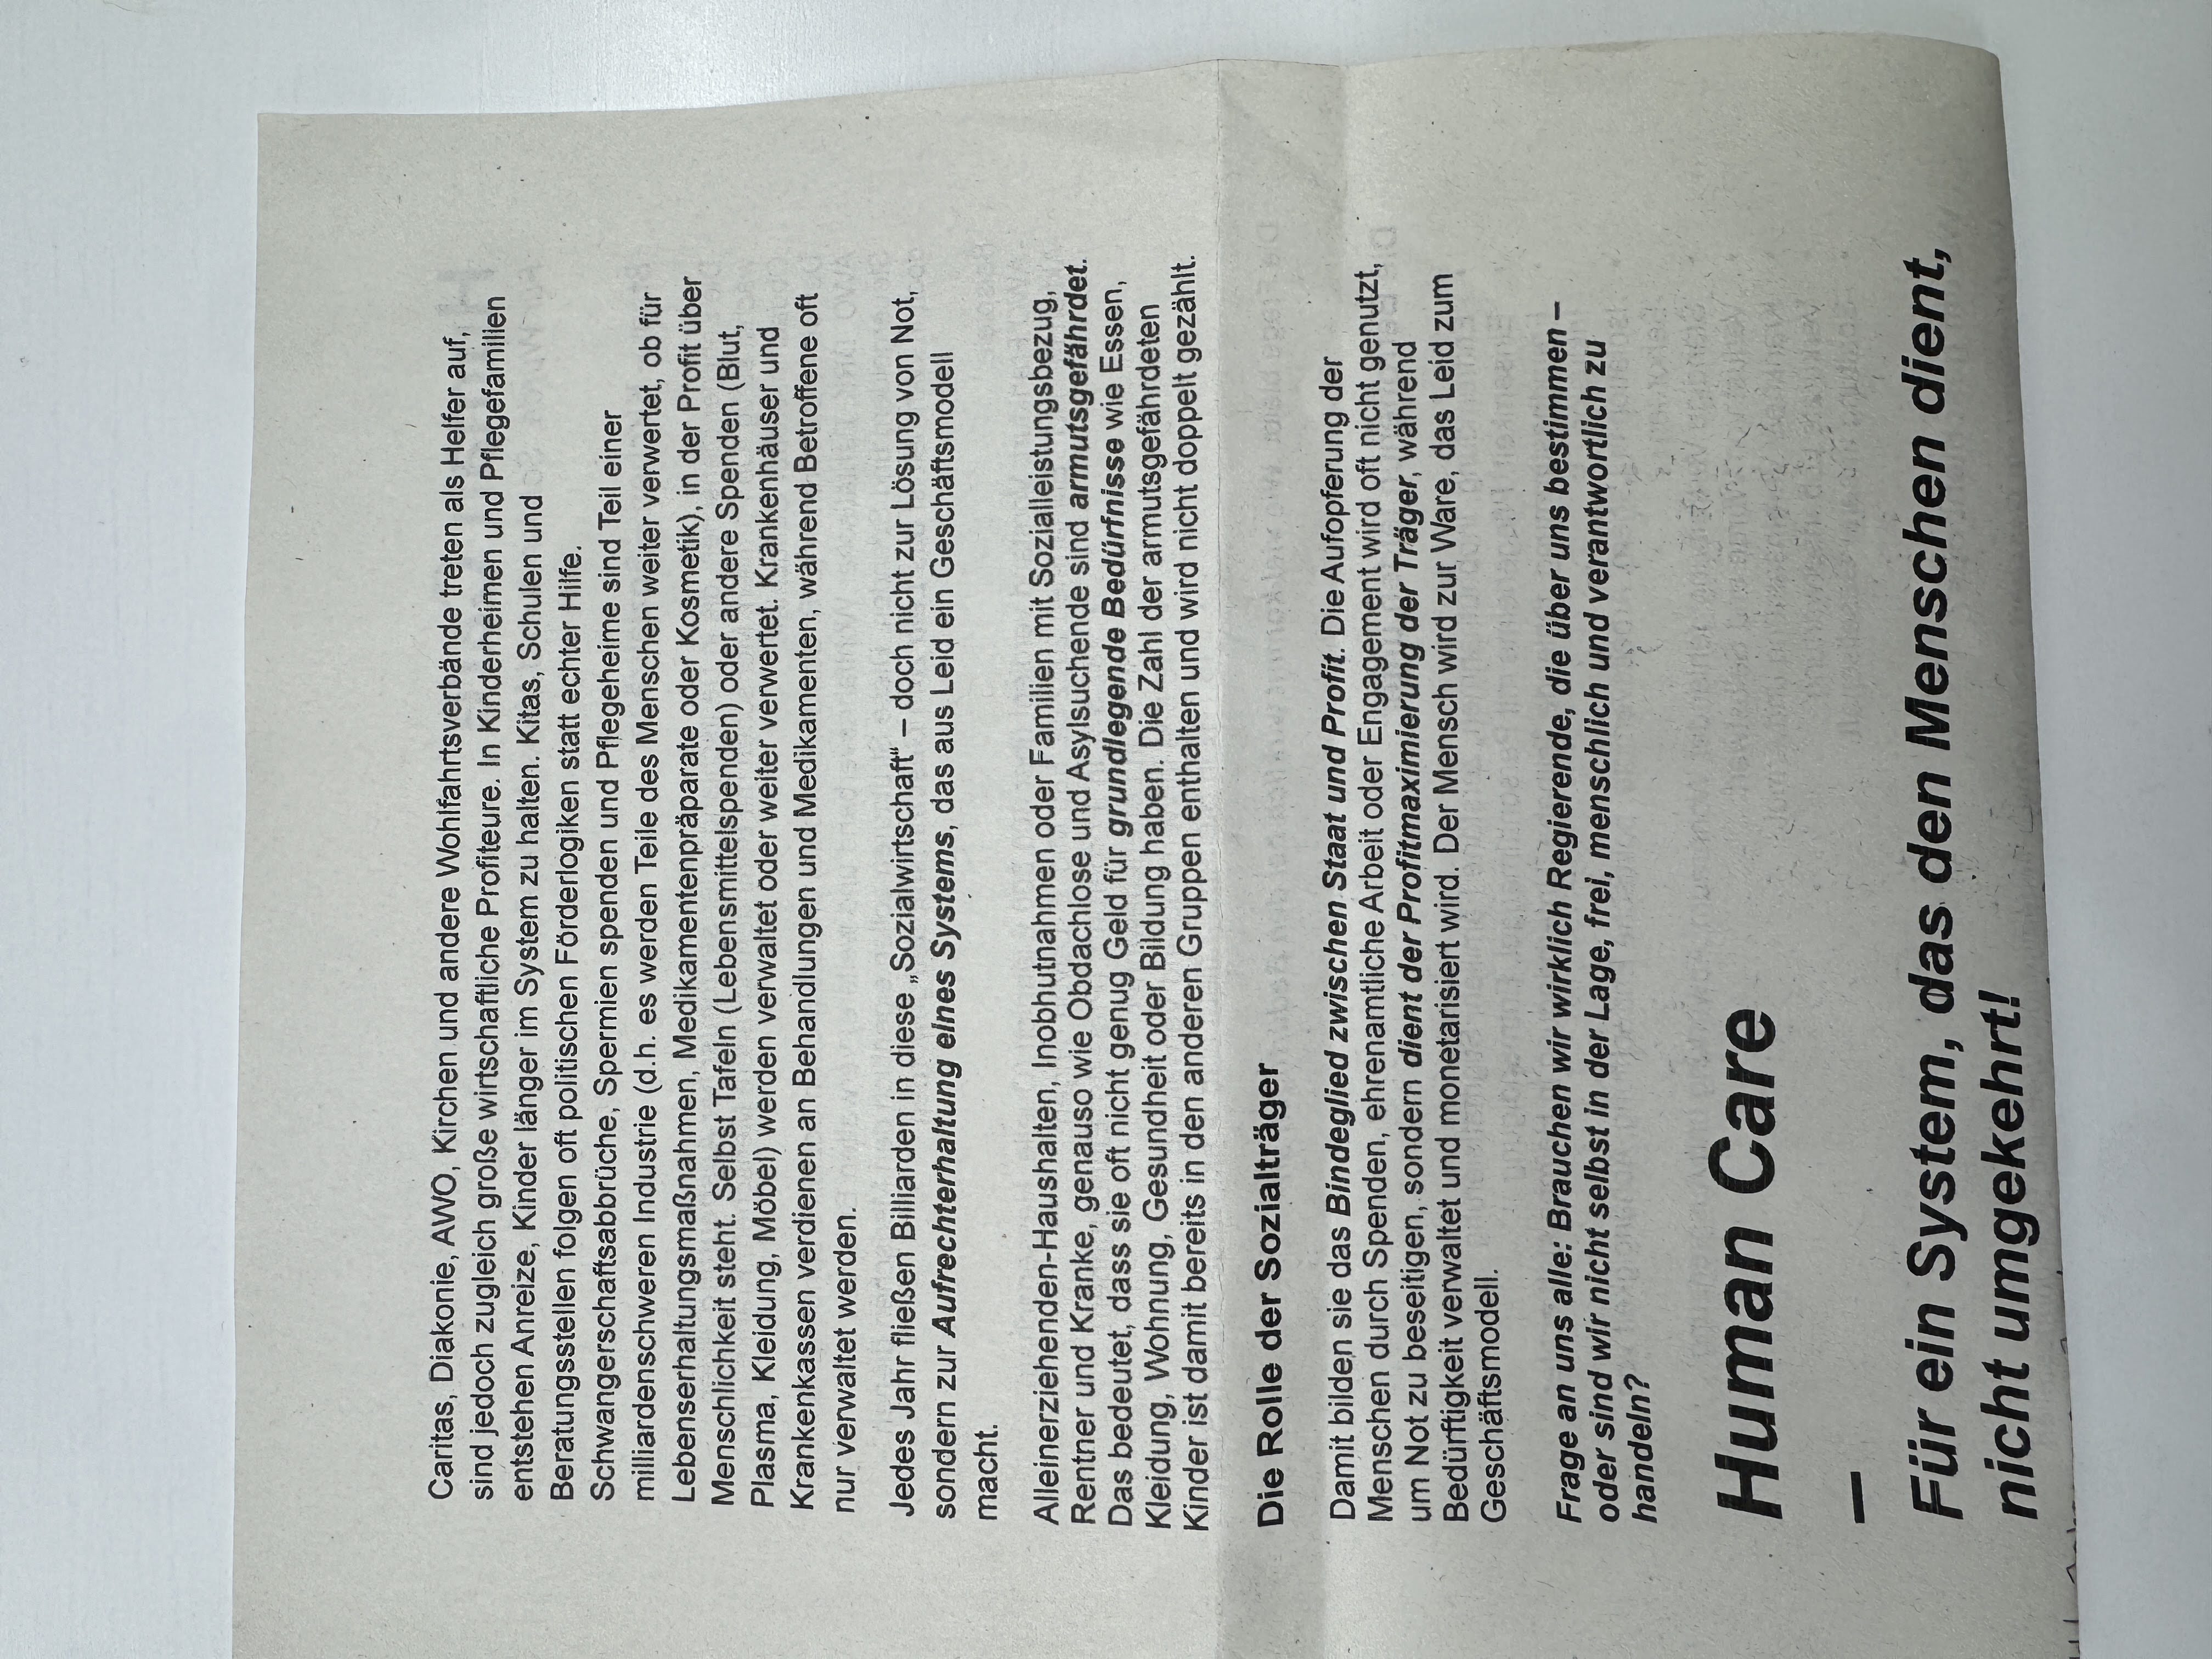 Caritas, Diakonie, AWO, Kirchen und andere Wohlfahrtsverbände treten als Helfer auf,
sind jedoch zugleich große wirtschaftliche Profiteure. In Kinderheimen und Pflegefamilien
entstehen Anreize, Kinder länger im System zu halten. Kitas, Schulen und
Beratungsstellen folgen oft politischen Förderlogiken statt echter Hilfe.
Schwangerschaftsabbrüche, Spermien spenden und Pflegeheime sind Teil einer
milliardenschweren Industrie (d.h. es werden Teile des Menschen weiter verwertet, ob für
Lebenserhaltungsmaßnahmen, Medikamentenpräparate oder Kosmetik), in der Profit über
Menschlichkeit steht. Selbst Tafeln (Lebensmittelspenden) oder andere Spenden (Blut,
Plasma, Kleidung, Möbel) werden verwaltet oder weiter verwertet. Krankenhäuser und
Krankenkassen verdienen an Behandlungen und Medikamenten, während Betroffene oft
nur verwaltet werden.
Jedes Jahr fließen Billiarden in diese „Sozialwirtschaft“ – doch nicht zur Lösung von Not,
sondern zur Aufrechterhaltung eines Systems, das aus Leid ein Geschäftsmodell
macht.
Alleinerziehenden-Haushalten, Inobhutnahmen oder Familien mit Sozialleistungsbezug,
Rentner und Kranke, genauso wie Obdachlose und Asylsuchende sind armutsgefährdet.
Das bedeutet, dass sie oft nicht genug Geld für grundlegende Bedürfnisse wie Essen,
Kleidung, Wohnung, Gesundheit oder Bildung haben. Die Zahl der armutsgefährdeten
Kinder ist damit bereits in den anderen Gruppen enthalten und wird nicht doppelt gezählt.
Die Rolle der Sozialträger
Damit bilden sie das Bindeglied zwischen Staat und Profit. Die Aufopferung der
Menschen durch Spenden, ehrenamtliche Arbeit oder Engagement wird oft nicht genutzt,
um Not zu beseitigen, sondern dient der Profitmaximierung der Träger, während
Bedürftigkeit verwaltet und monetarisiert wird. Der Mensch wird zur Ware, das Leid zum
Geschäftsmodell.
Frage an uns alle: Brauchen wir wirklich Regierende, die über uns bestimmen –
oder sind wir nicht selbst in der Lage, frei, menschlich und verantwortlich zu
handeln?
Human Care
–
Für ein System, das den Menschen dient,
nicht umgekehrt!